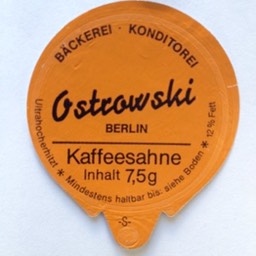 BÄCKEREI · KONDITOREI
Ostrowski
BERLIN
Kaffeesahne
Inhalt 7,5g
Ultrahocherhitzt * Mindestens haltbar bis: siehe Boden * 12% Fett
-S-